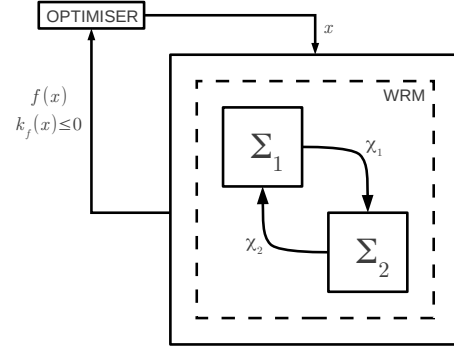 OPTIMISER
x
f(x)
k_f(x)≤0
WRM
Σ₁
χ₁
χ₂
Σ₂